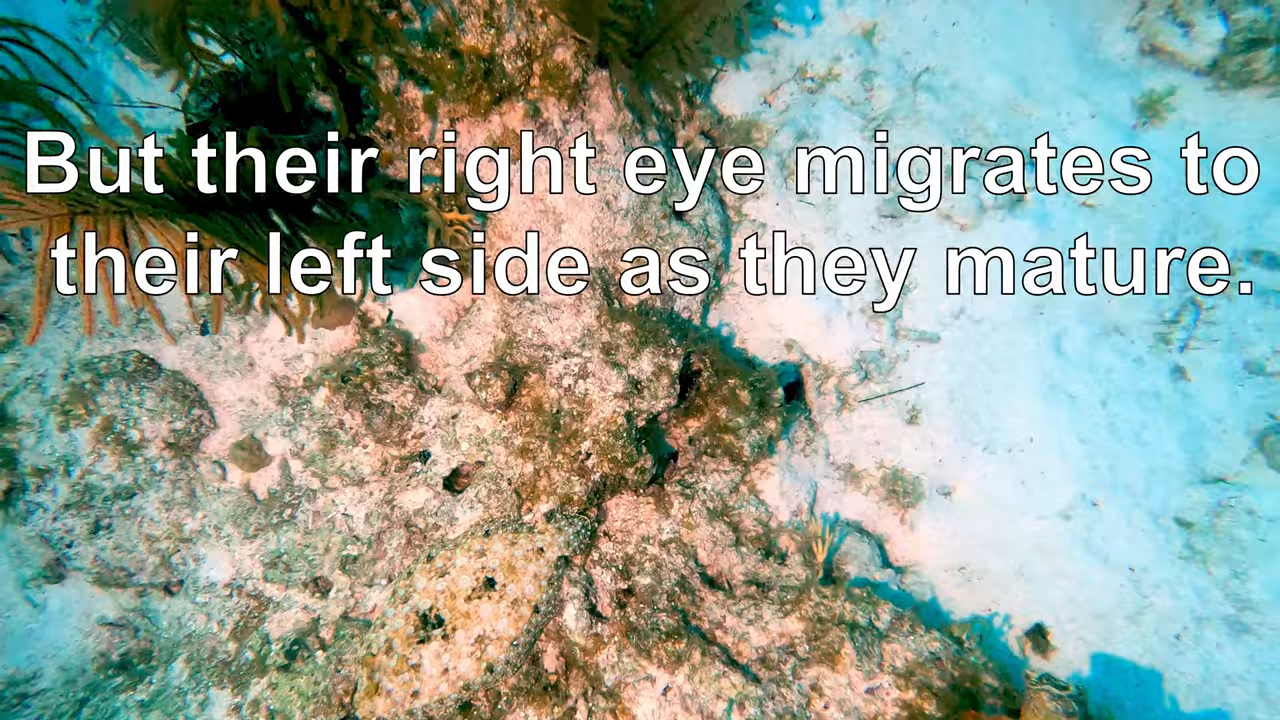 But their right eye migrates to
their left side as they mature.